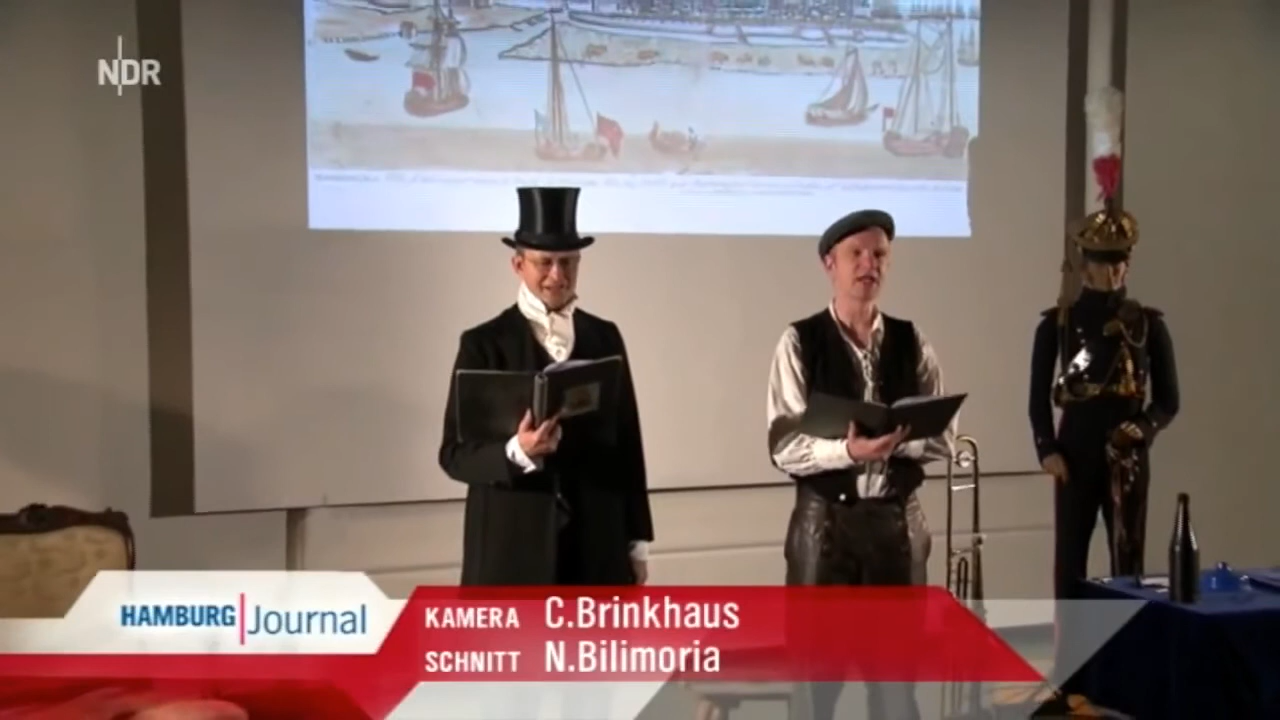 NDR
HAMBURG Journal
KAMERA C.Brinkhaus
SCHNITT N.Bilimoria